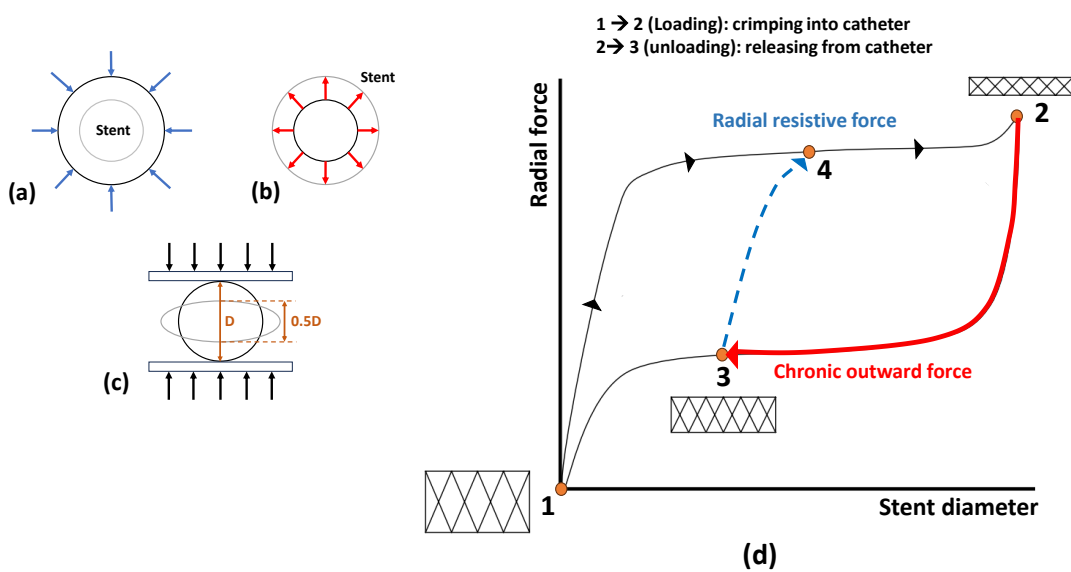 1 → 2 (Loading): crimping into catheter
2→ 3 (unloading): releasing from catheter
Stent
(a)
Stent
(b)
D
0.5D
(c)
Radial force
Radial resistive force
2
4
3
Chronic outward force
1
Stent diameter
(d)